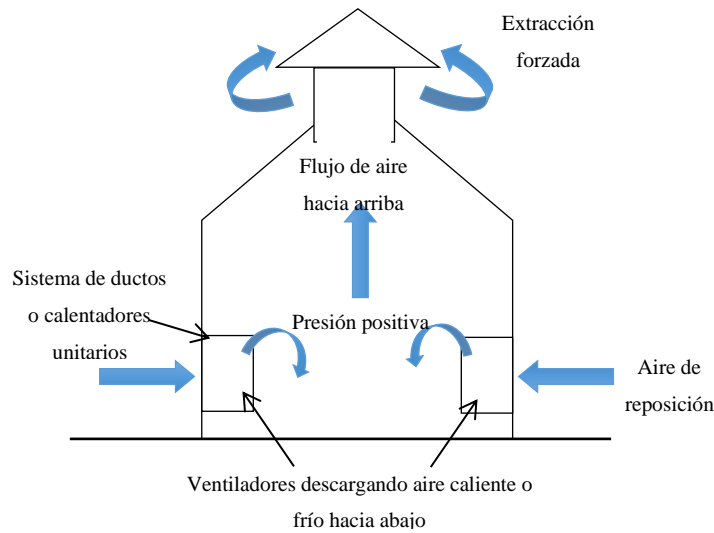 Extracción
forzada
Flujo de aire
hacia arriba
Sistema de ductos
o calentadores
unitarios
Presión positiva
Aire de
reposición
Ventiladores descargando aire caliente o
frío hacia abajo